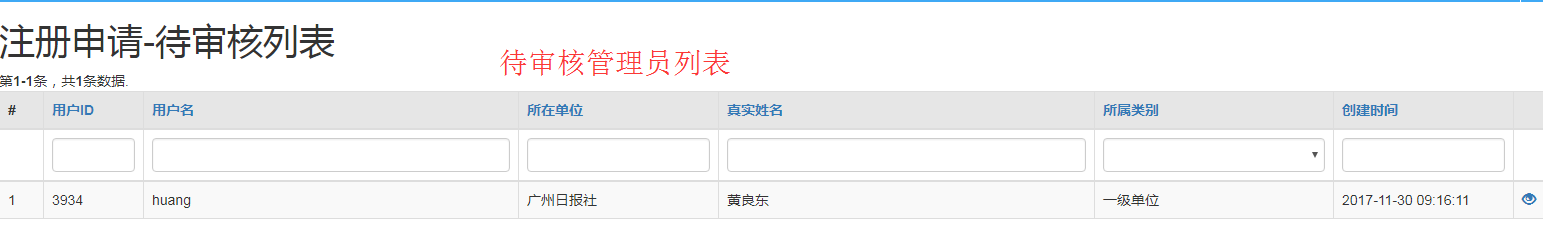 注册申请-待审核列表
待审核管理员列表
第1-1条，共1条数据.
# 用户ID 用户名 所在单位 真实姓名 所属类别 创建时间
1 3934 huang 广州日报社 黄良东 一级单位 2017-11-30 09:16:11